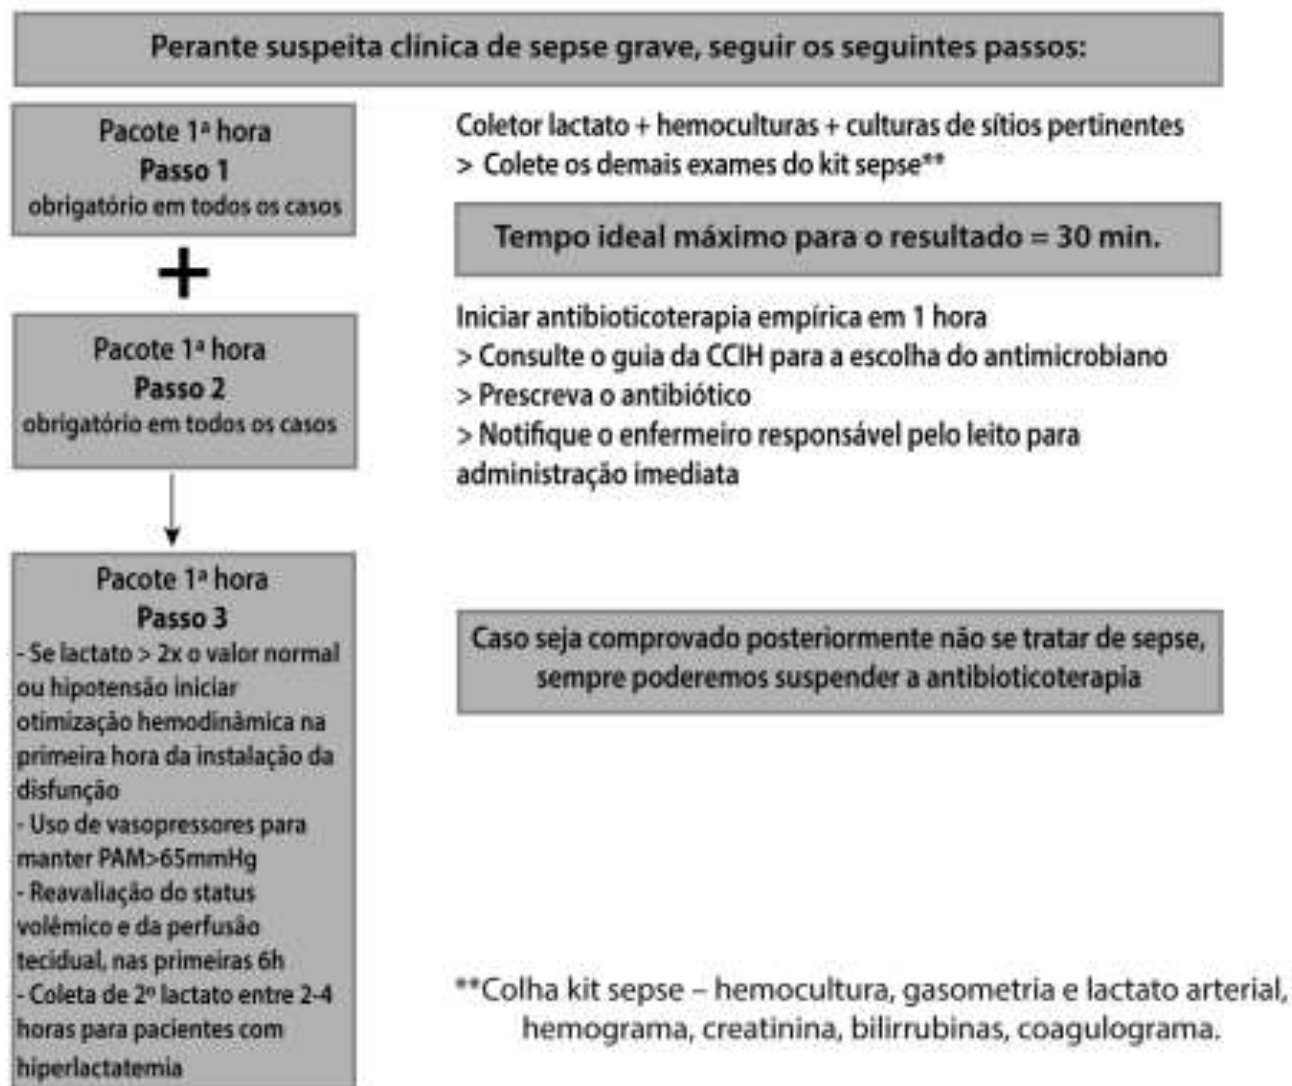 Perante suspeita clínica de sepse grave, seguir os seguintes passos:
Pacote 1ª hora
Passo 1
obrigatório em todos os casos
Coletor lactato + hemoculturas + culturas de sítios pertinentes
> Colete os demais exames do kit sepse**
Tempo ideal máximo para o resultado = 30 min.
+
Pacote 1ª hora
Passo 2
obrigatório em todos os casos
Iniciar antibioticoterapia empírica em 1 hora
> Consulte o guia da CCIH para a escolha do antimicrobiano
> Prescreva o antibiótico
> Notifique o enfermeiro responsável pelo leito para
administração imediata
Pacote 1ª hora
Passo 3
- Se lactato > 2x o valor normal
ou hipotensão iniciar
otimização hemodinâmica na
primeira hora da instalação da
disfunção
- Uso de vasopressores para
manter PAM>65mmHg
- Reavaliação do status
volêmico e da perfusão
tecidual, nas primeiras 6h
- Coleta de 2º lactato entre 2-4
horas para pacientes com
hiperlactatemia
Caso seja comprovado posteriormente não se tratar de sepse,
sempre poderemos suspender a antibioticoterapia
**Colha kit sepse – hemocultura, gasometria e lactato arterial,
hemograma, creatinina, bilirrubinas, coagulograma.